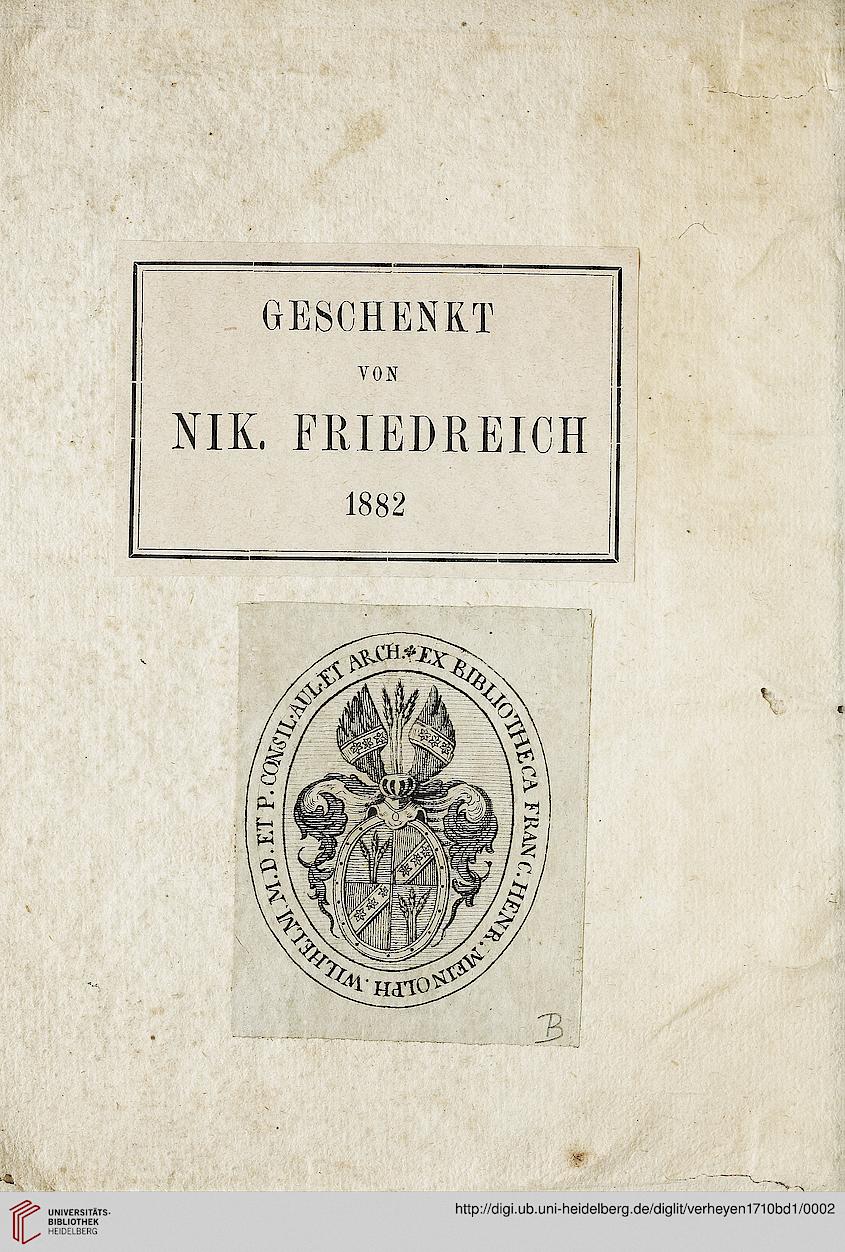 GESCHENKT
VON
NIK. FRIEDREICH
1882
EX BIBLIOTHECA FRANC. HENR. MEINOLPH. WILHELM. M.D. ET P. CONSIL. AUL. ET ARCH.
B
UNIVERSITÄTS-
BIBLIOTHEK
HEIDELBERG
http://digi.ub.uni-heidelberg.de/diglit/verheyen1710bd1/0002